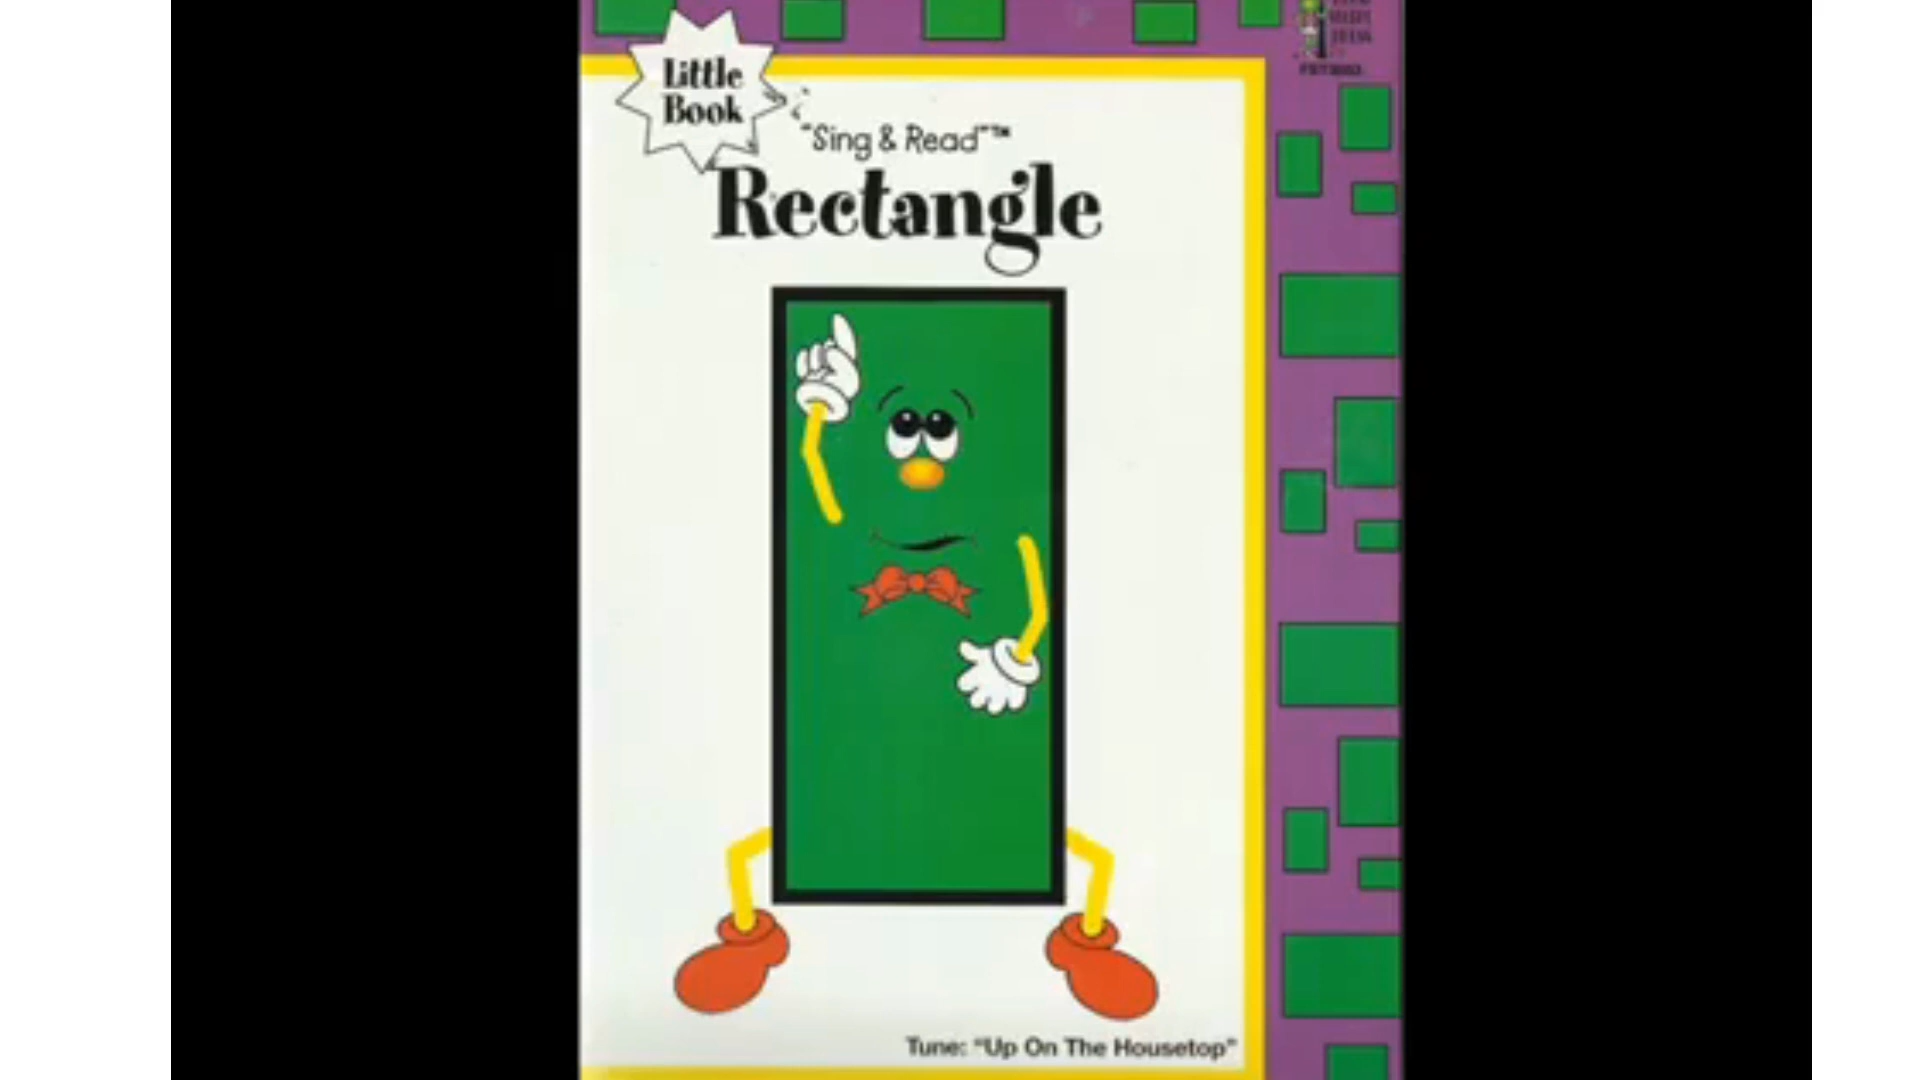 Little
Book
"Sing & Read"™
Rectangle
Tune: "Up On The Housetop"